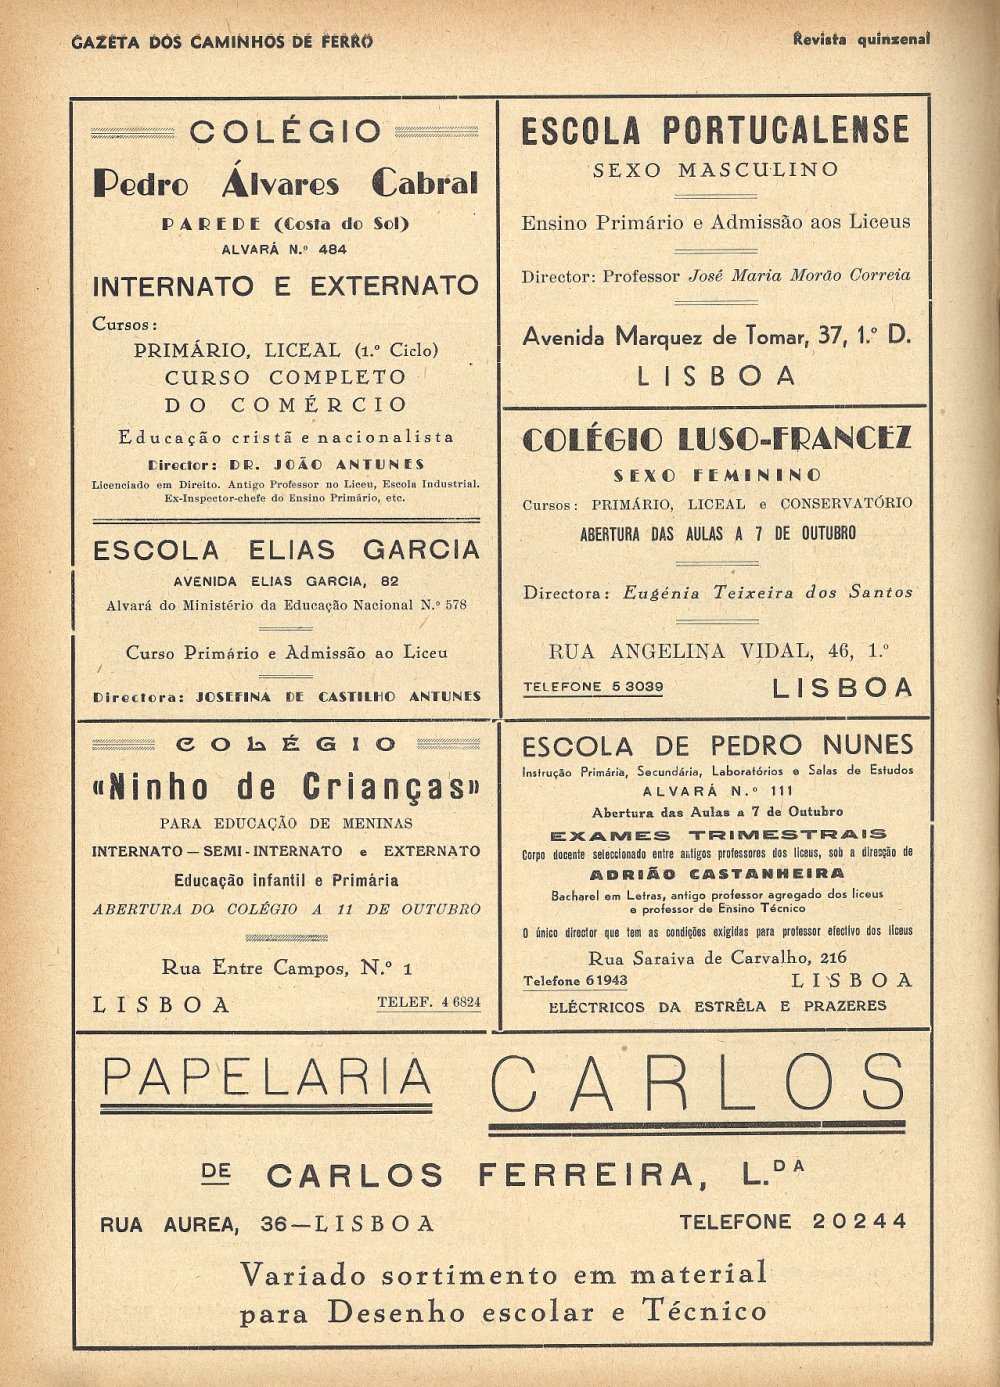 GAZETA DOS CAMINHOS DE FERRO
Revista quinzenal
COLÉGIO
Pedro Álvares Cabral
PAREDE (Costa do Sol)
ALVARÁ N.º 484
INTERNATO E EXTERNATO
Cursos:
PRIMÁRIO, LICEAL (1.º Ciclo)
CURSO COMPLETO
DO COMÉRCIO
Educação cristã e nacionalista
Director: DR. JOÃO ANTUNES
Licenciado em Direito. Antigo Professor no Liceu, Escola Industrial.
Ex-Inspector-chefe do Ensino Primário, etc.
ESCOLA ELIAS GARCIA
AVENIDA ELIAS GARCIA, 82
Alvará do Ministério da Educação Nacional N.º 578
Curso Primário e Admissão ao Liceu
Directora: JOSEFINA DE CASTILHO ANTUNES
COLÉGIO
«Ninho de Crianças»
PARA EDUCAÇÃO DE MENINAS
INTERNATO — SEMI-INTERNATO e EXTERNATO
Educação infantil e Primária
ABERTURA DO COLÉGIO A 11 DE OUTUBRO
Rua Entre Campos, N.º 1
LISBOA TELEF. 4 6824
ESCOLA PORTUCALENSE
SEXO MASCULINO
Ensino Primário e Admissão aos Liceus
Director: Professor José Maria Morão Correia
Avenida Marquez de Tomar, 37, 1.º D.
LISBOA
COLÉGIO LUSO-FRANCEZ
SEXO FEMININO
Cursos: PRIMÁRIO, LICEAL e CONSERVATÓRIO
ABERTURA DAS AULAS A 7 DE OUTUBRO
Directora: Eugénia Teixeira dos Santos
RUA ANGELINA VIDAL, 46, 1.º
TELEFONE 5 3039 LISBOA
ESCOLA DE PEDRO NUNES
Instrução Primária, Secundária, Laboratórios e Salas de Estudos
ALVARÁ N.º 111
Abertura das Aulas a 7 de Outubro
EXAMES TRIMESTRAIS
Corpo docente seleccionado entre antigos professores dos liceus, sob a direcção de
ADRIÃO CASTANHEIRA
Bacharel em Letras, antigo professor agregado dos liceus
e professor de Ensino Técnico
O único director que tem as condições exigidas para professor efectivo dos liceus
Rua Saraiva de Carvalho, 216
Telefone 61943 LISBOA
ELÉCTRICOS DA ESTRÊLA E PRAZERES
PAPELARIA CARLOS
DE CARLOS FERREIRA, L.DA
RUA AUREA, 36—LISBOA TELEFONE 20244
Variado sortimento em material
para Desenho escolar e Técnico